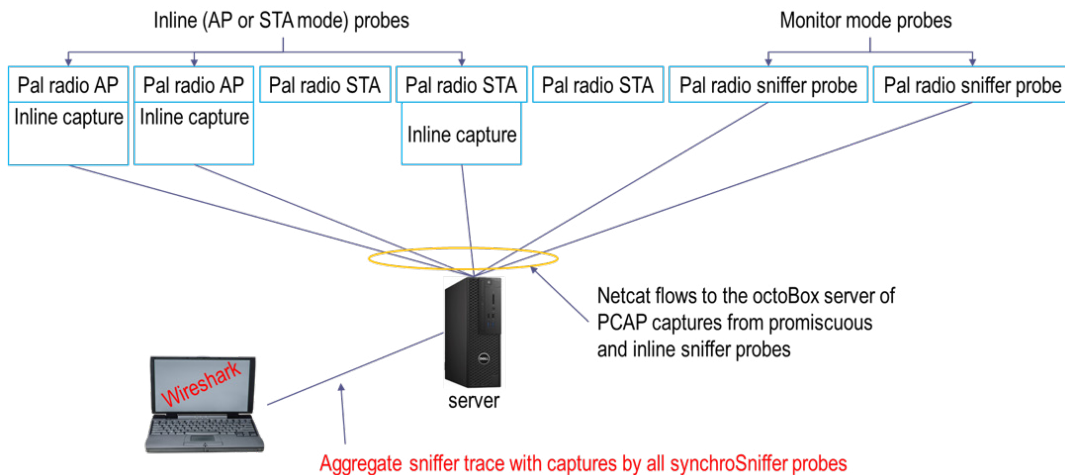 Inline (AP or STA mode) probes
Monitor mode probes
Pal radio AP
Pal radio AP
Pal radio STA
Pal radio STA
Pal radio STA
Pal radio sniffer probe
Pal radio sniffer probe
Inline capture
Inline capture
Inline capture
Netcat flows to the octoBox server of
PCAP captures from promiscuous
and inline sniffer probes
Wireshark
server
Aggregate sniffer trace with captures by all synchroSniffer probes